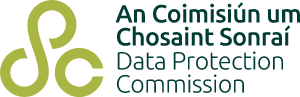 An Coimisiún um
Chosaint Sonraí
Data Protection
Commission